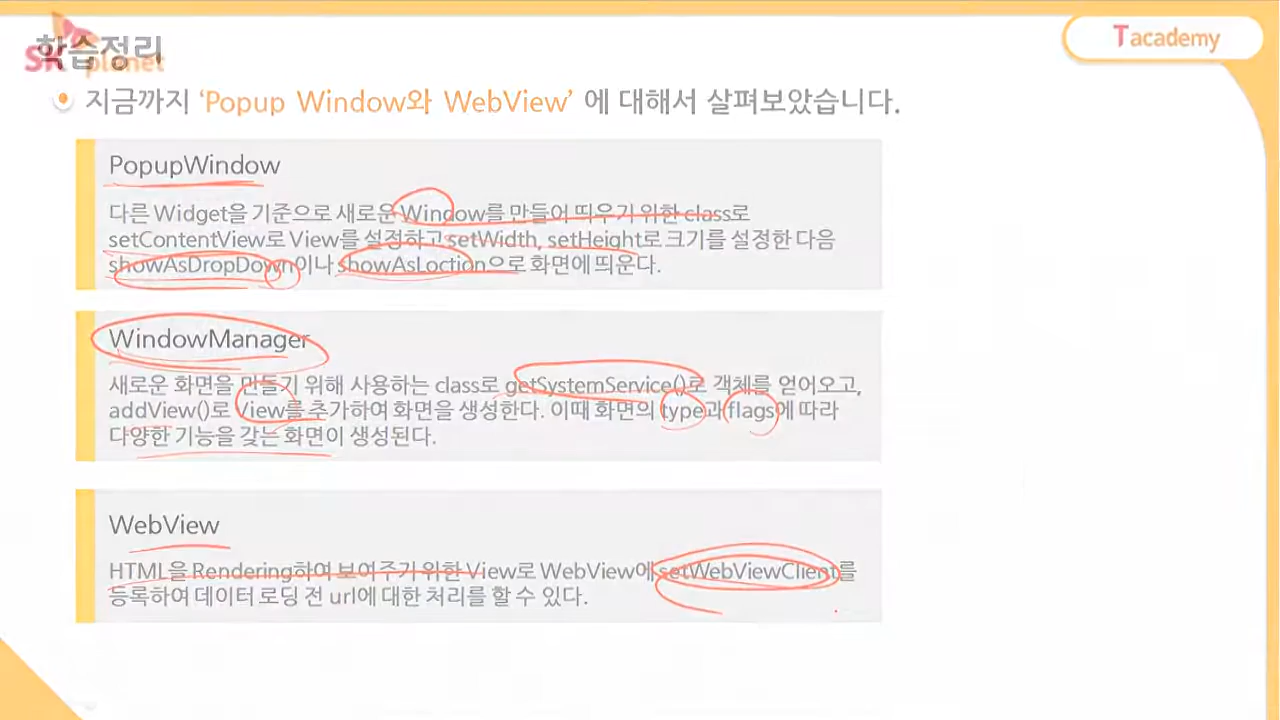 학습정리
SK planet
Tacademy
지금까지 ‘Popup Window와 WebView’ 에 대해서 살펴보았습니다.
PopupWindow
다른 Widget을 기준으로 새로운 Window를 만들어 띄우기 위한 class로
setContentView로 View를 설정하고 setWidth, setHeight로 크기를 설정한 다음
showAsDropDown이나 showAsLoction으로 화면에 띄운다.
WindowManager
새로운 화면을 만들기 위해 사용하는 class로 getSystemService()로 객체를 얻어오고,
addView()로 View를 추가하여 화면을 생성한다. 이때 화면의 type과 flags에 따라
다양한 기능을 갖는 화면이 생성된다.
WebView
HTML을 Rendering하여 보여주기 위한 View로 WebView에 setWebViewClient를
등록하여 데이터 로딩 전 url에 대한 처리를 할 수 있다.